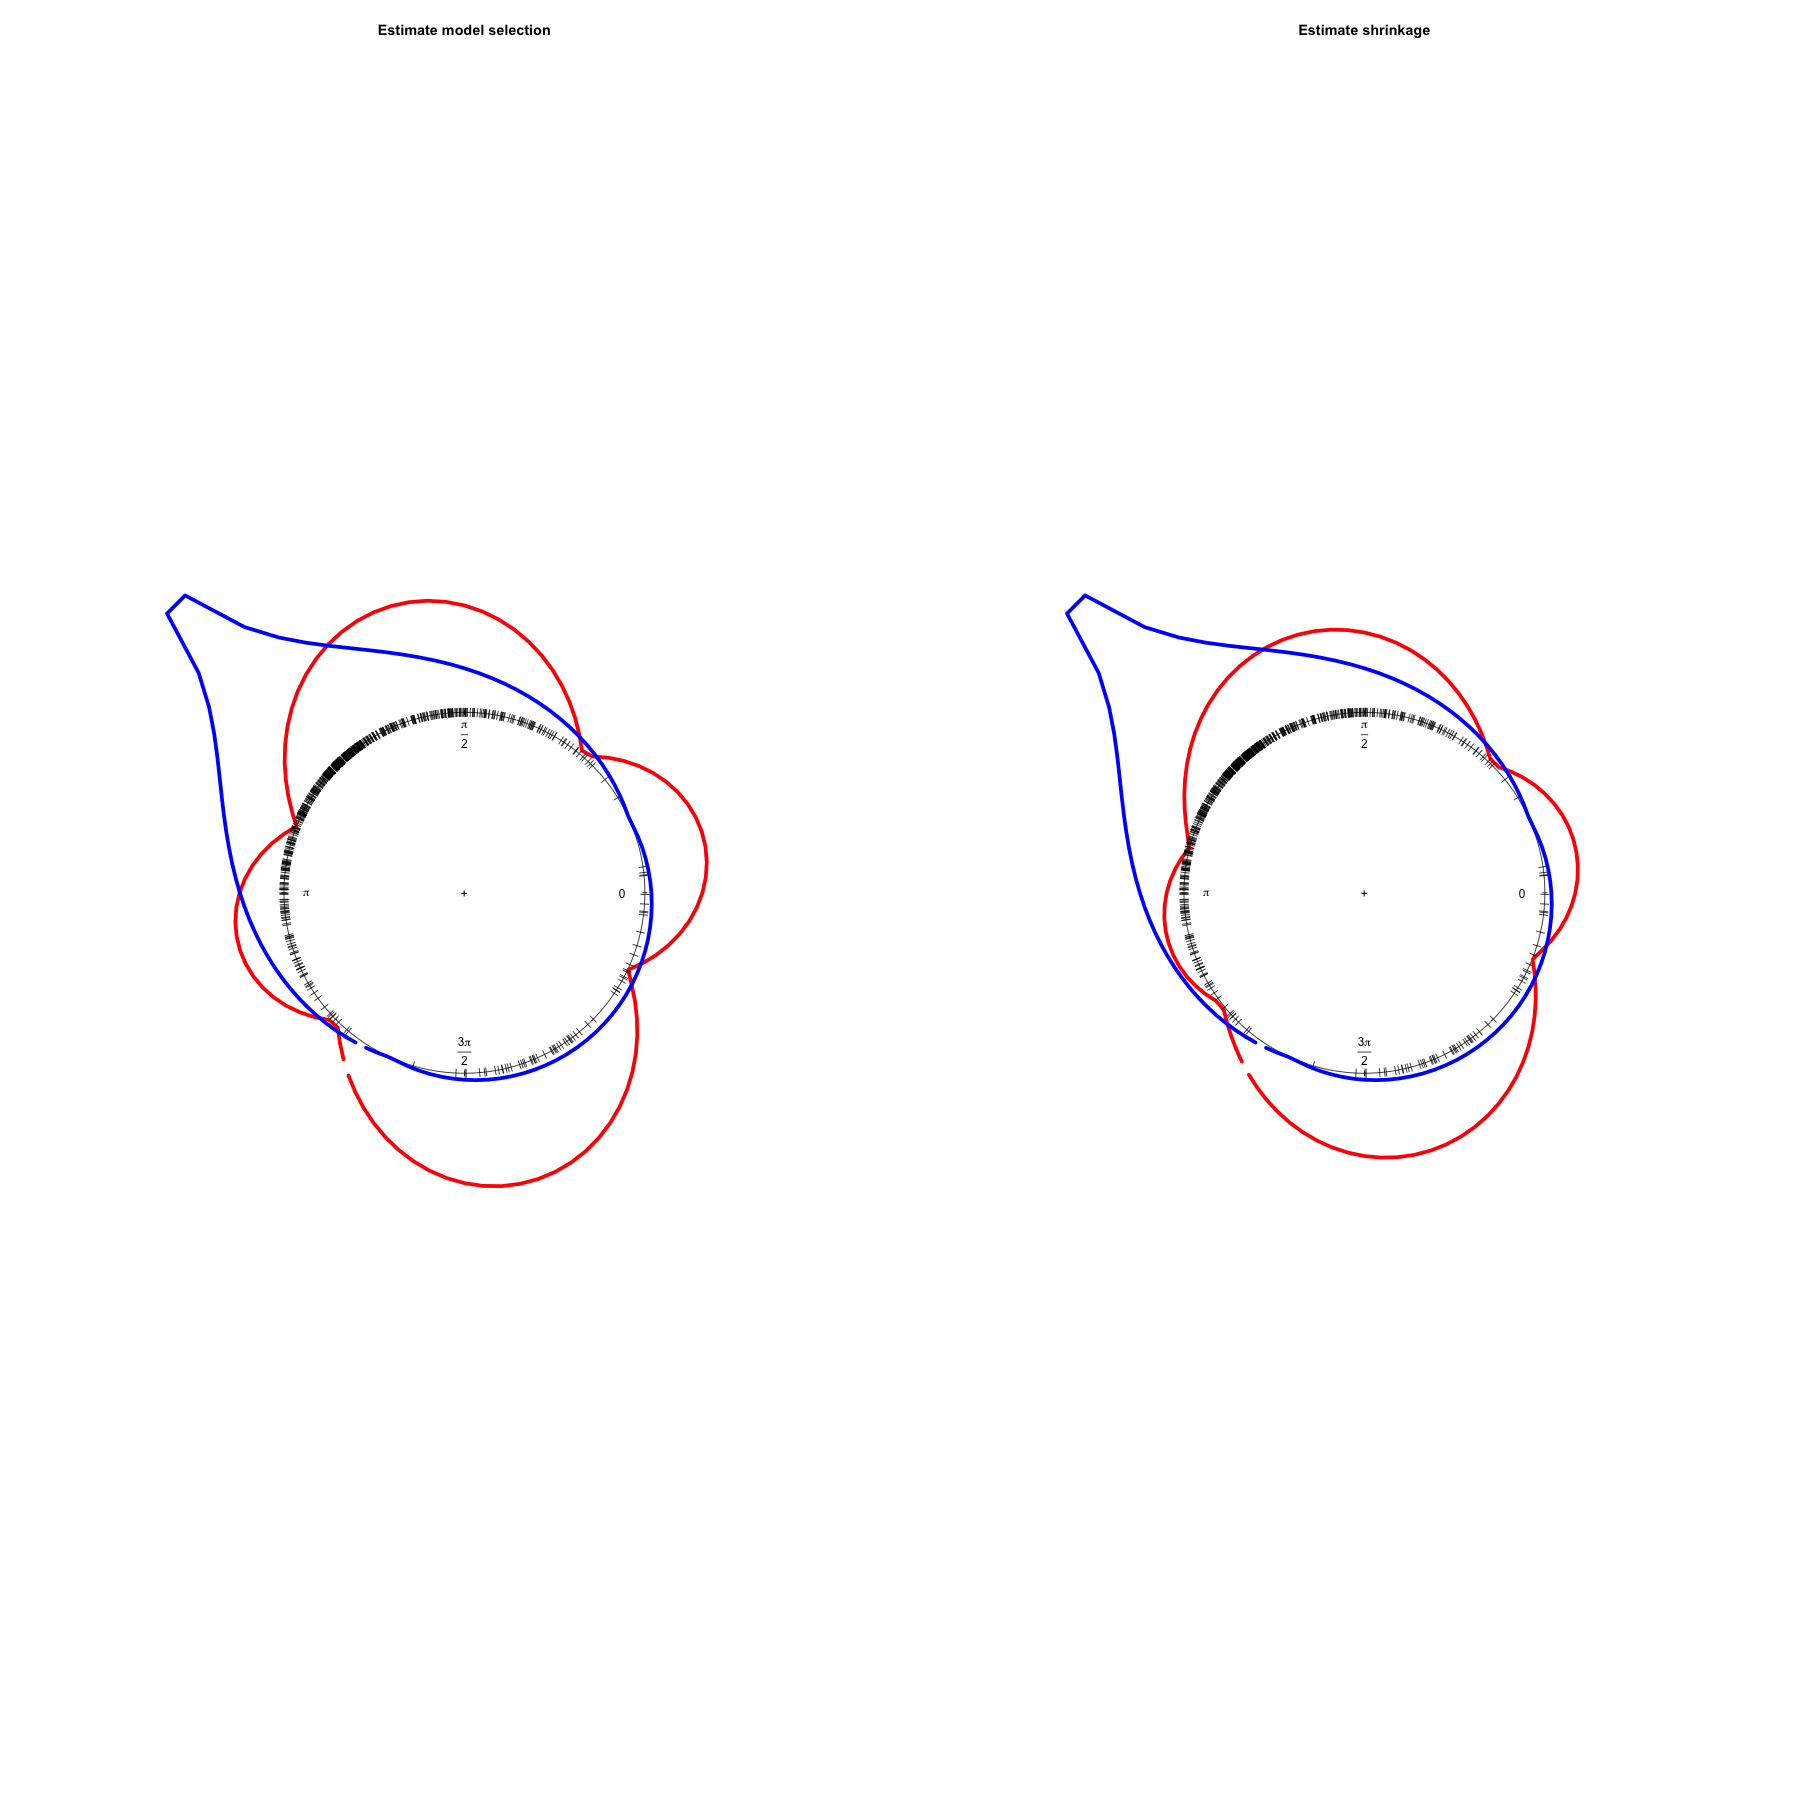 Estimate model selection
Estimate shrinkage
π
2
π
+
0
3π
2
π
2
π
+
0
3π
2